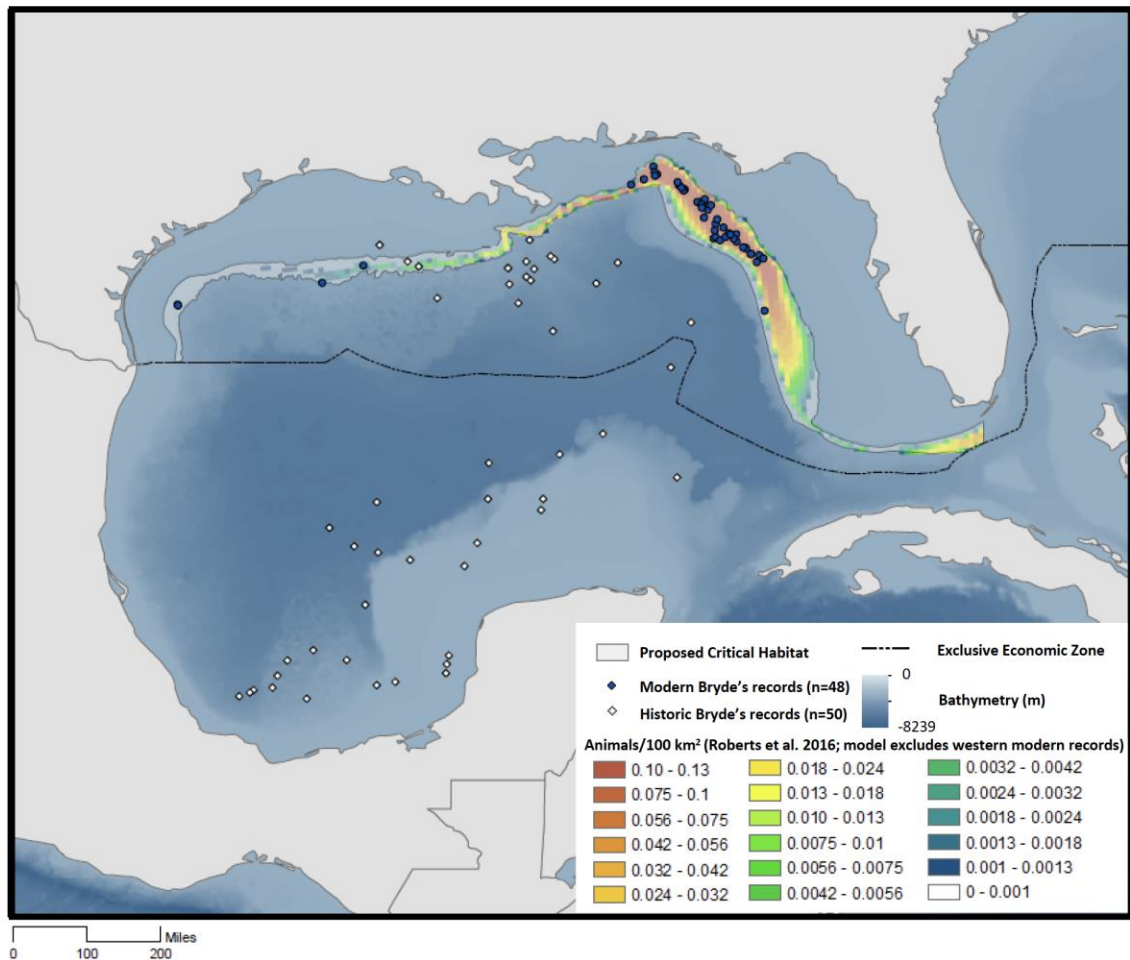 Proposed Critical Habitat
Exclusive Economic Zone
Modern Bryde's records (n=48)
0
Bathymetry (m)
-8239
Historic Bryde's records (n=50)
Animals/100 km² (Roberts et al. 2016; model excludes western modern records)
0.10 - 0.13 0.018 - 0.024 0.0032 - 0.0042
0.075 - 0.1 0.013 - 0.018 0.0024 - 0.0032
0.056 - 0.075 0.010 - 0.013 0.0018 - 0.0024
0.042 - 0.056 0.0075 - 0.01 0.0013 - 0.0018
0.032 - 0.042 0.0056 - 0.0075 0.001 - 0.0013
0.024 - 0.032 0.0042 - 0.0056 0 - 0.001
Miles
0 100 200